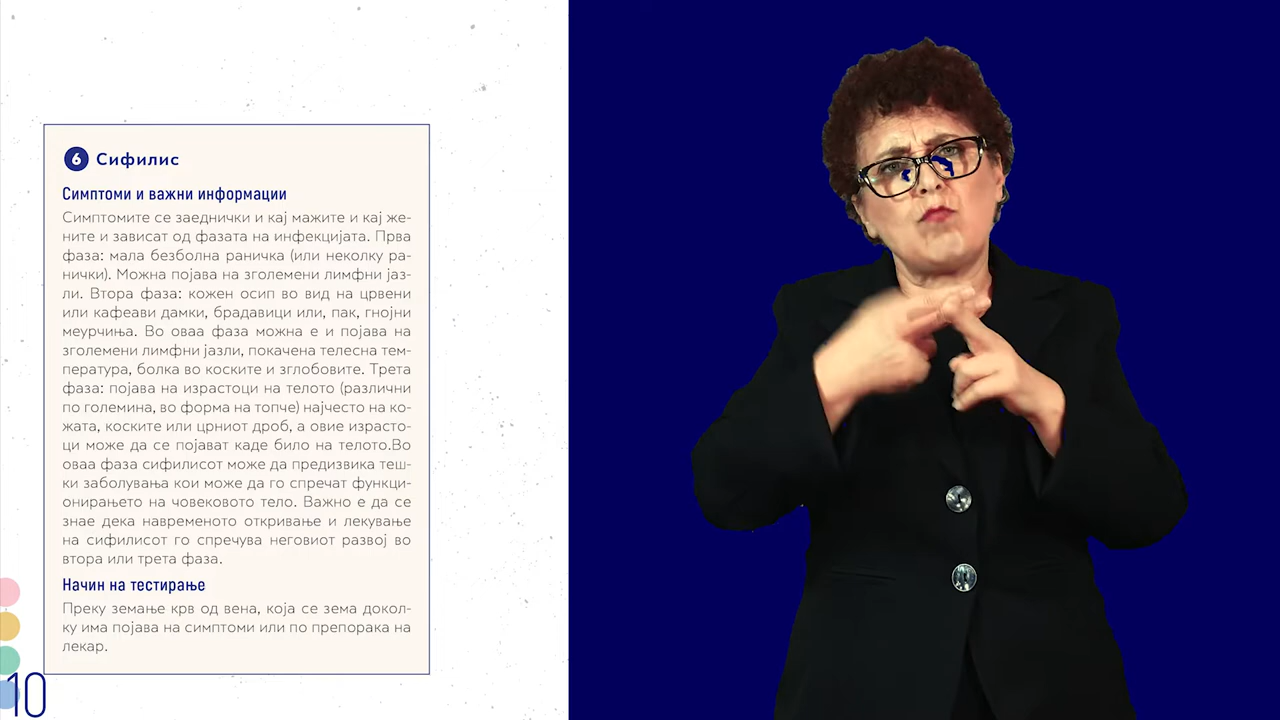 6 Сифилис
Симптоми и важни информации
Симптомите се заеднички и кај мажите и кај же-
ните и зависат од фазата на инфекцијата. Прва
фаза: мала безболна раничка (или неколку ра-
нички). Можна појава на зголемени лимфни јаз-
ли. Втора фаза: кожен осип во вид на црвени
или кафеави дамки, брадавици или, пак, гнојни
меурчиња. Во оваа фаза можна е и појава на
зголемени лимфни јазли, покачена телесна тем-
пература, болка во коските и зглобовите. Трета
фаза: појава на израстоци на телото (различни
по големина, во форма на топче) најчесто на ко-
жата, коските или црниот дроб, а овие израсто-
ци може да се појават каде било на телото.Во
оваа фаза сифилисот може да предизвика теш-
ки заболувања кои може да го спречат функци-
онирањето на човековото тело. Важно е да се
знае дека навременото откривање и лекување
на сифилисот го спречува неговиот развој во
втора или трета фаза.
Начин на тестирање
Преку земање крв од вена, која се зема докол-
ку има појава на симптоми или по препорака на
лекар.
10